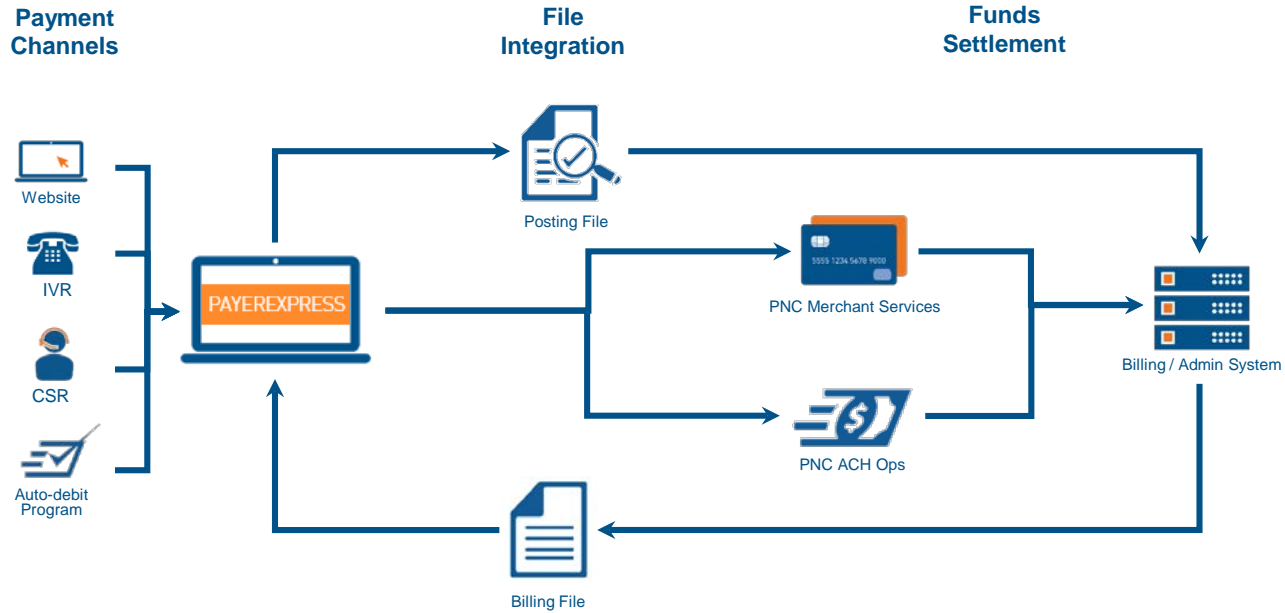 Payment
Channels
File
Integration
Funds
Settlement
Website
IVR
CSR
Auto-debit
Program
PAYEREXPRESS
Posting File
5555 1234 5678 9000
PNC Merchant Services
$
PNC ACH Ops
Billing / Admin System
Billing File